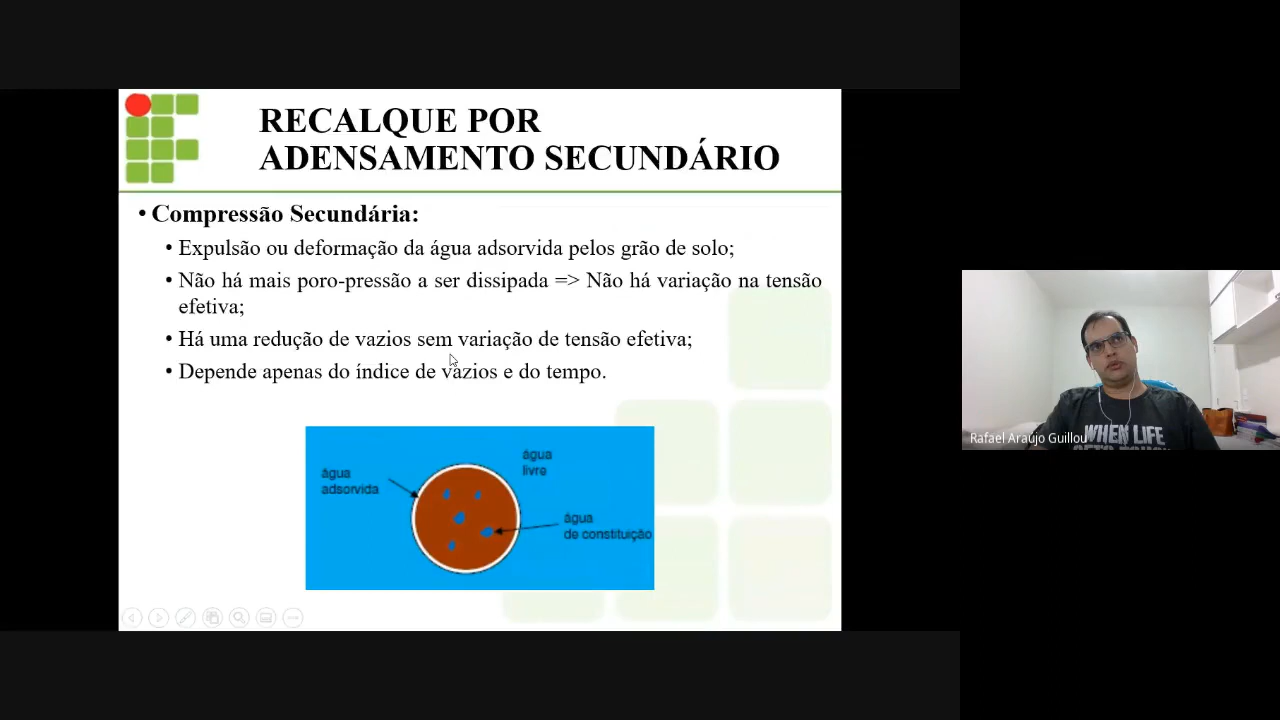 RECALQUE POR
ADENSAMENTO SECUNDÁRIO
• Compressão Secundária:
• Expulsão ou deformação da água adsorvida pelos grão de solo;
• Não há mais poro-pressão a ser dissipada => Não há variação na tensão
efetiva;
• Há uma redução de vazios sem variação de tensão efetiva;
• Depende apenas do índice de vazios e do tempo.
água
adsorvida
água
livre
água
de constituição
Rafael Araújo Guillou
WHEN LIFE